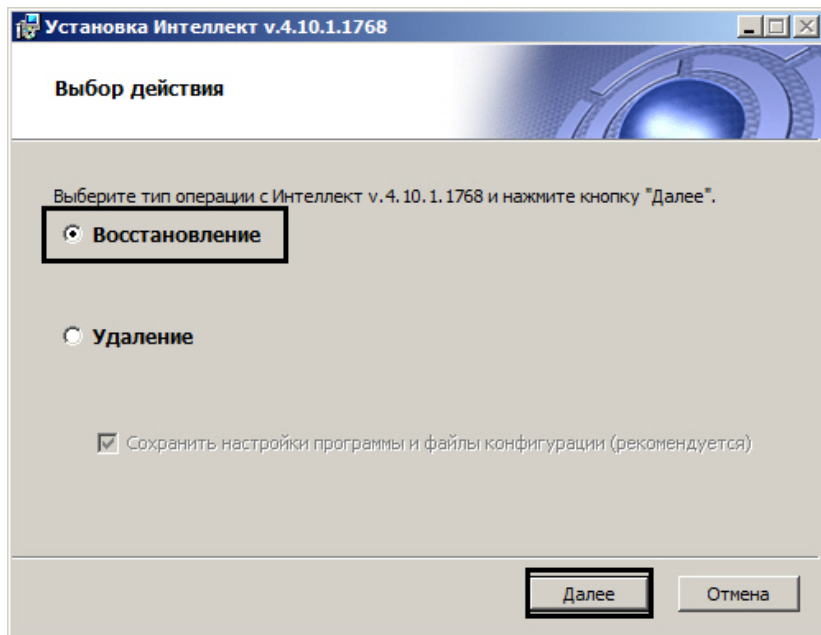 Установка Интеллект v.4.10.1.1768
Выбор действия
Выберите тип операции с Интеллект v.4.10.1.1768 и нажмите кнопку "Далее".
Восстановление
Удаление
Сохранить настройки программы и файлы конфигурации (рекомендуется)
Далее
Отмена